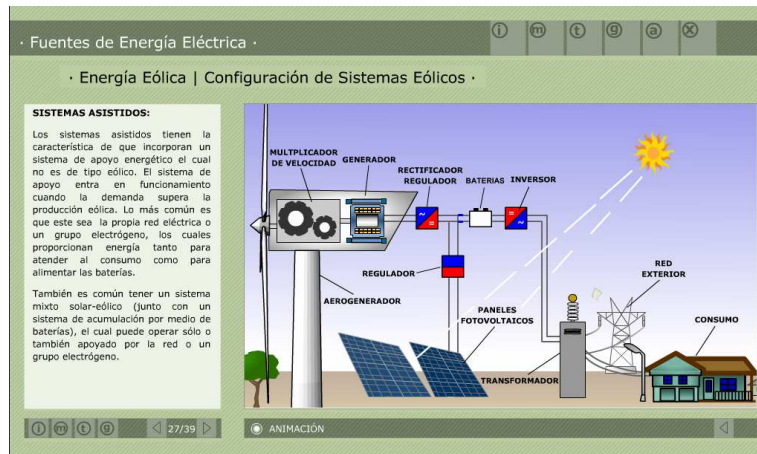 · Fuentes de Energía Eléctrica ·
i m t g a x
· Energía Eólica | Configuración de Sistemas Eólicos ·
SISTEMAS ASISTIDOS:
Los sistemas asistidos tienen la
característica de que incorporan un
sistema de apoyo energético el cual
no es de tipo eólico. El sistema de
apoyo entra en funcionamiento
cuando la demanda supera la
producción eólica. Lo más común es
que este sea la propia red eléctrica o
un grupo electrógeno, los cuales
proporcionan energía tanto para
atender al consumo como para
alimentar las baterías.
También es común tener un sistema
mixto solar-eólico (junto con un
sistema de acumulación por medio de
baterías), el cual puede operar sólo o
también apoyado por la red o un
grupo electrógeno.
MULTPLICADOR
DE VELOCIDAD
GENERADOR
RECTIFICADOR
REGULADOR
BATERIAS
INVERSOR
REGULADOR
AEROGENERADOR
PANELES
FOTOVOLTAICOS
TRANSFORMADOR
RED
EXTERIOR
CONSUMO
i m t g
27/39
ANIMACIÓN